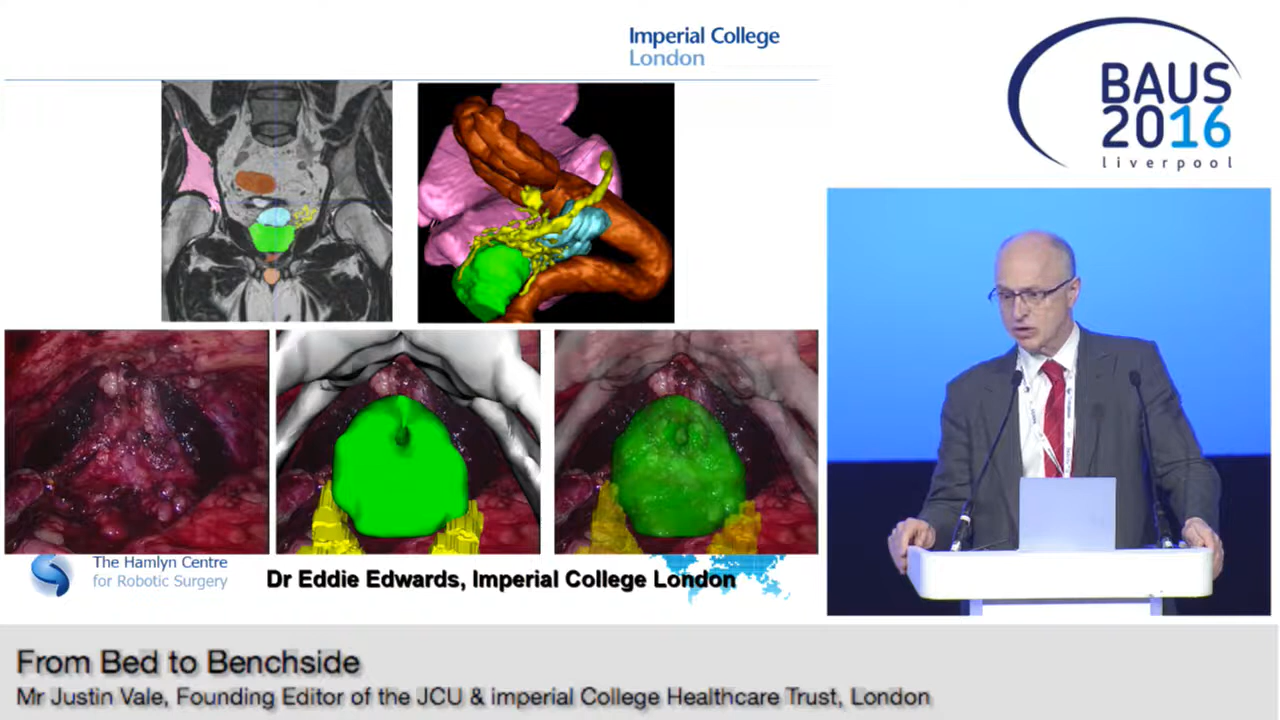 Imperial College
London
BAUS
2016
liverpool
The Hamlyn Centre
for Robotic Surgery
Dr Eddie Edwards, Imperial College London
From Bed to Benchside
Mr Justin Vale, Founding Editor of the JCU & imperial College Healthcare Trust, London